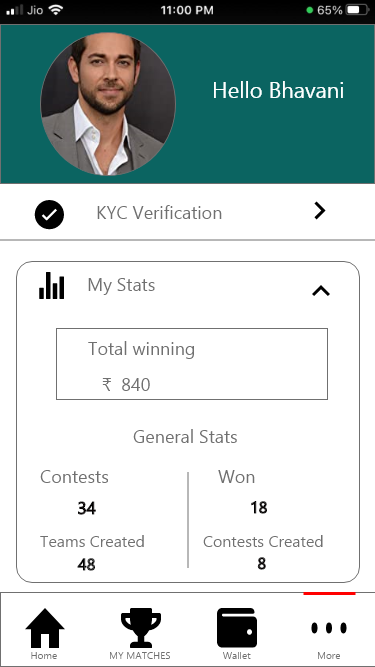 Jio 11:00 PM 65%
Hello Bhavani
KYC Verification
My Stats
Total winning
₹ 840
General Stats
Contests Won
34 18
Teams Created Contests Created
48 8
Home MY MATCHES Wallet More